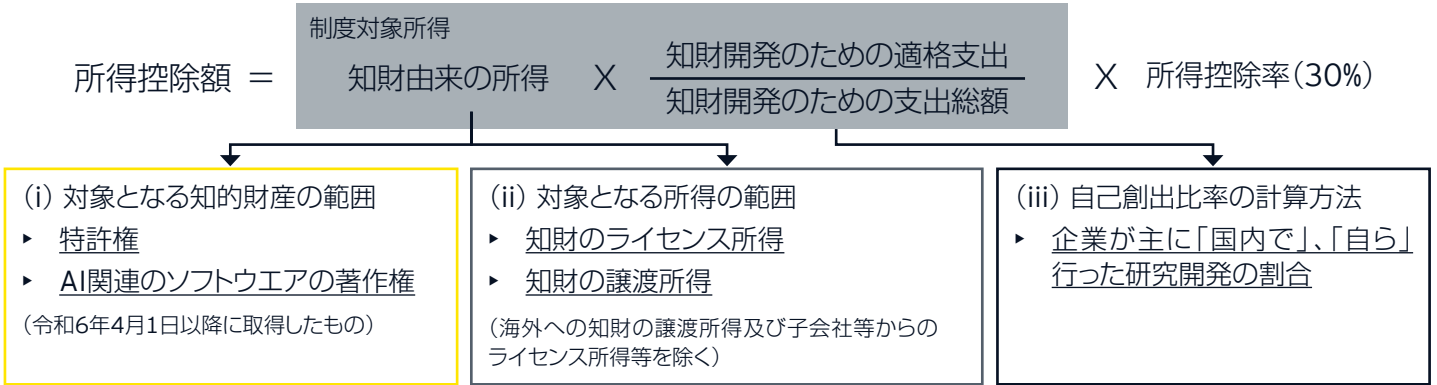 制度対象所得
所得控除額 ＝ 知財由来の所得 X 知財開発のための適格支出
知財開発のための支出総額
X 所得控除率（30%）
(i) 対象となる知的財産の範囲
▸ 特許権
▸ AI関連のソフトウエアの著作権
（令和6年4月1日以降に取得したもの）
(ii) 対象となる所得の範囲
▸ 知財のライセンス所得
▸ 知財の譲渡所得
（海外への知財の譲渡所得及び子会社等からの
ライセンス所得等を除く）
(iii) 自己創出比率の計算方法
▸ 企業が主に「国内で」、「自ら」
行った研究開発の割合